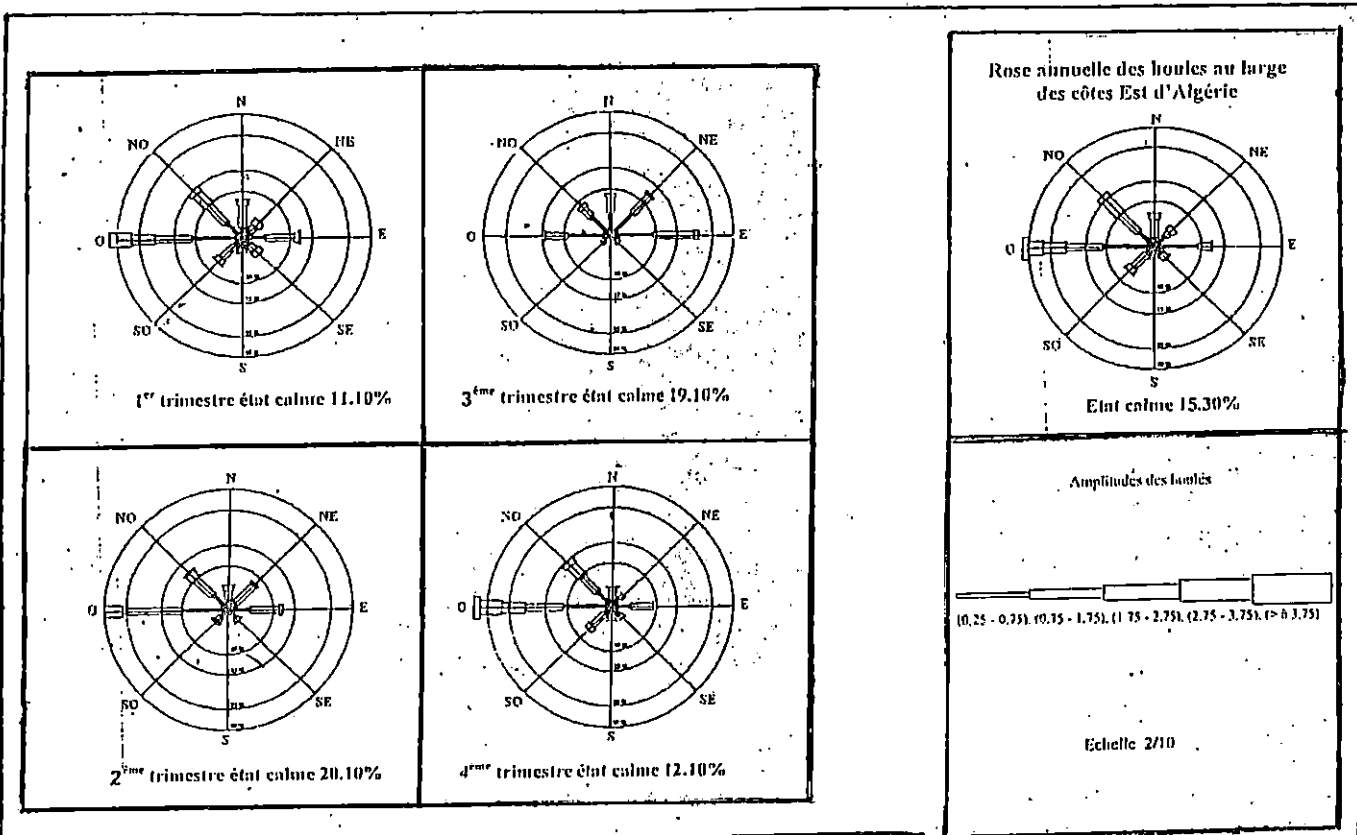 N
NO
NE
O
E
SO
SE
S
1er trimestre état calme 11.10%
N
NO
NE
O
E
SO
SE
S
3ème trimestre état calme 19.10%
N
NO
NE
O
E
SO
SE
S
2ème trimestre état calme 20.10%
N
NO
NE
O
E
SO
SE
S
4ème trimestre état calme 12.10%
Rose annuelle des houles au large
des côtes Est d'Algérie
N
NO
NE
O
E
SO
SE
S
Etat calme 15.30%
Amplitudes des houles
(0,25 - 0,75), (0.75 - 1,75), (1.75 - 2,75), (2.75 - 3,75), (> à 3,75)
Echelle 2/10